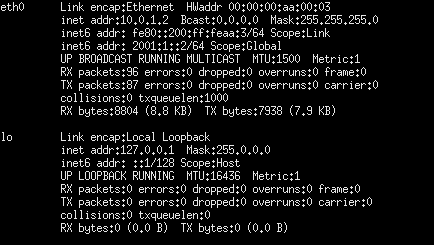 eth0 Link encap:Ethernet HWaddr 00:00:00:aa:00:03
inet addr:10.0.1.2 Bcast:0.0.0.0 Mask:255.255.255.0
inet6 addr: fe80::200:ff:feaa:3/64 Scope:Link
inet6 addr: 2001:1::2/64 Scope:Global
UP BROADCAST RUNNING MULTICAST MTU:1500 Metric:1
RX packets:96 errors:0 dropped:0 overruns:0 frame:0
TX packets:87 errors:0 dropped:0 overruns:0 carrier:0
collisions:0 txqueuelen:1000
RX bytes:8804 (8.8 KB) TX bytes:7938 (7.9 KB)
lo Link encap:Local Loopback
inet addr:127.0.0.1 Mask:255.0.0.0
inet6 addr: ::1/128 Scope:Host
UP LOOPBACK RUNNING MTU:16436 Metric:1
RX packets:0 errors:0 dropped:0 overruns:0 frame:0
TX packets:0 errors:0 dropped:0 overruns:0 carrier:0
collisions:0 txqueuelen:0
RX bytes:0 (0.0 B) TX bytes:0 (0.0 B)